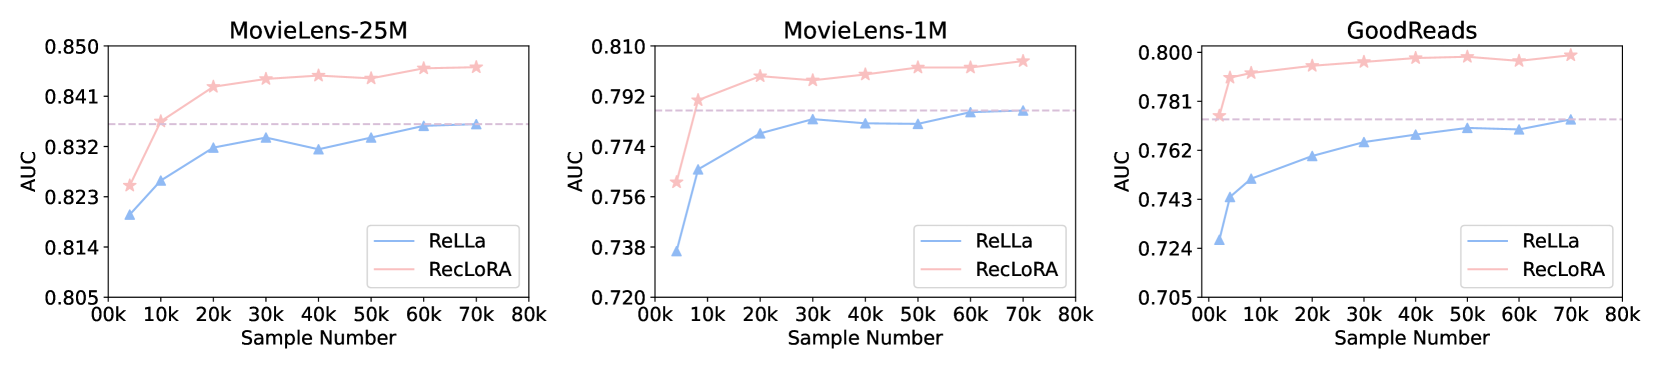 MovieLens-25M
0.850
0.841
0.832
0.823
0.814
0.805
AUC
00k 10k 20k 30k 40k 50k 60k 70k 80k
Sample Number
ReLLa
RecLoRA
MovieLens-1M
0.810
0.792
0.774
0.756
0.738
0.720
AUC
00k 10k 20k 30k 40k 50k 60k 70k 80k
Sample Number
ReLLa
RecLoRA
GoodReads
0.800
0.781
0.762
0.743
0.724
0.705
AUC
00k 10k 20k 30k 40k 50k 60k 70k 80k
Sample Number
ReLLa
RecLoRA